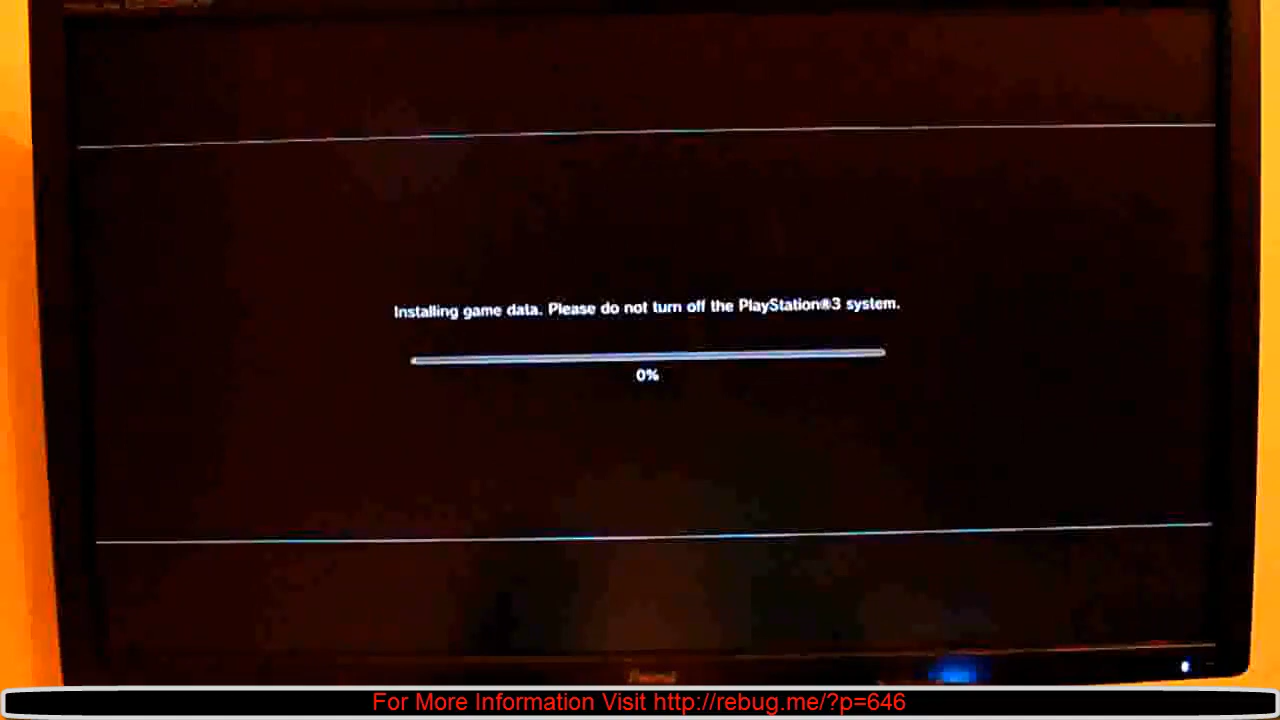 Installing game data. Please do not turn off the PlayStation®3 system.
0%
For More Information Visit http://rebug.me/?p=646